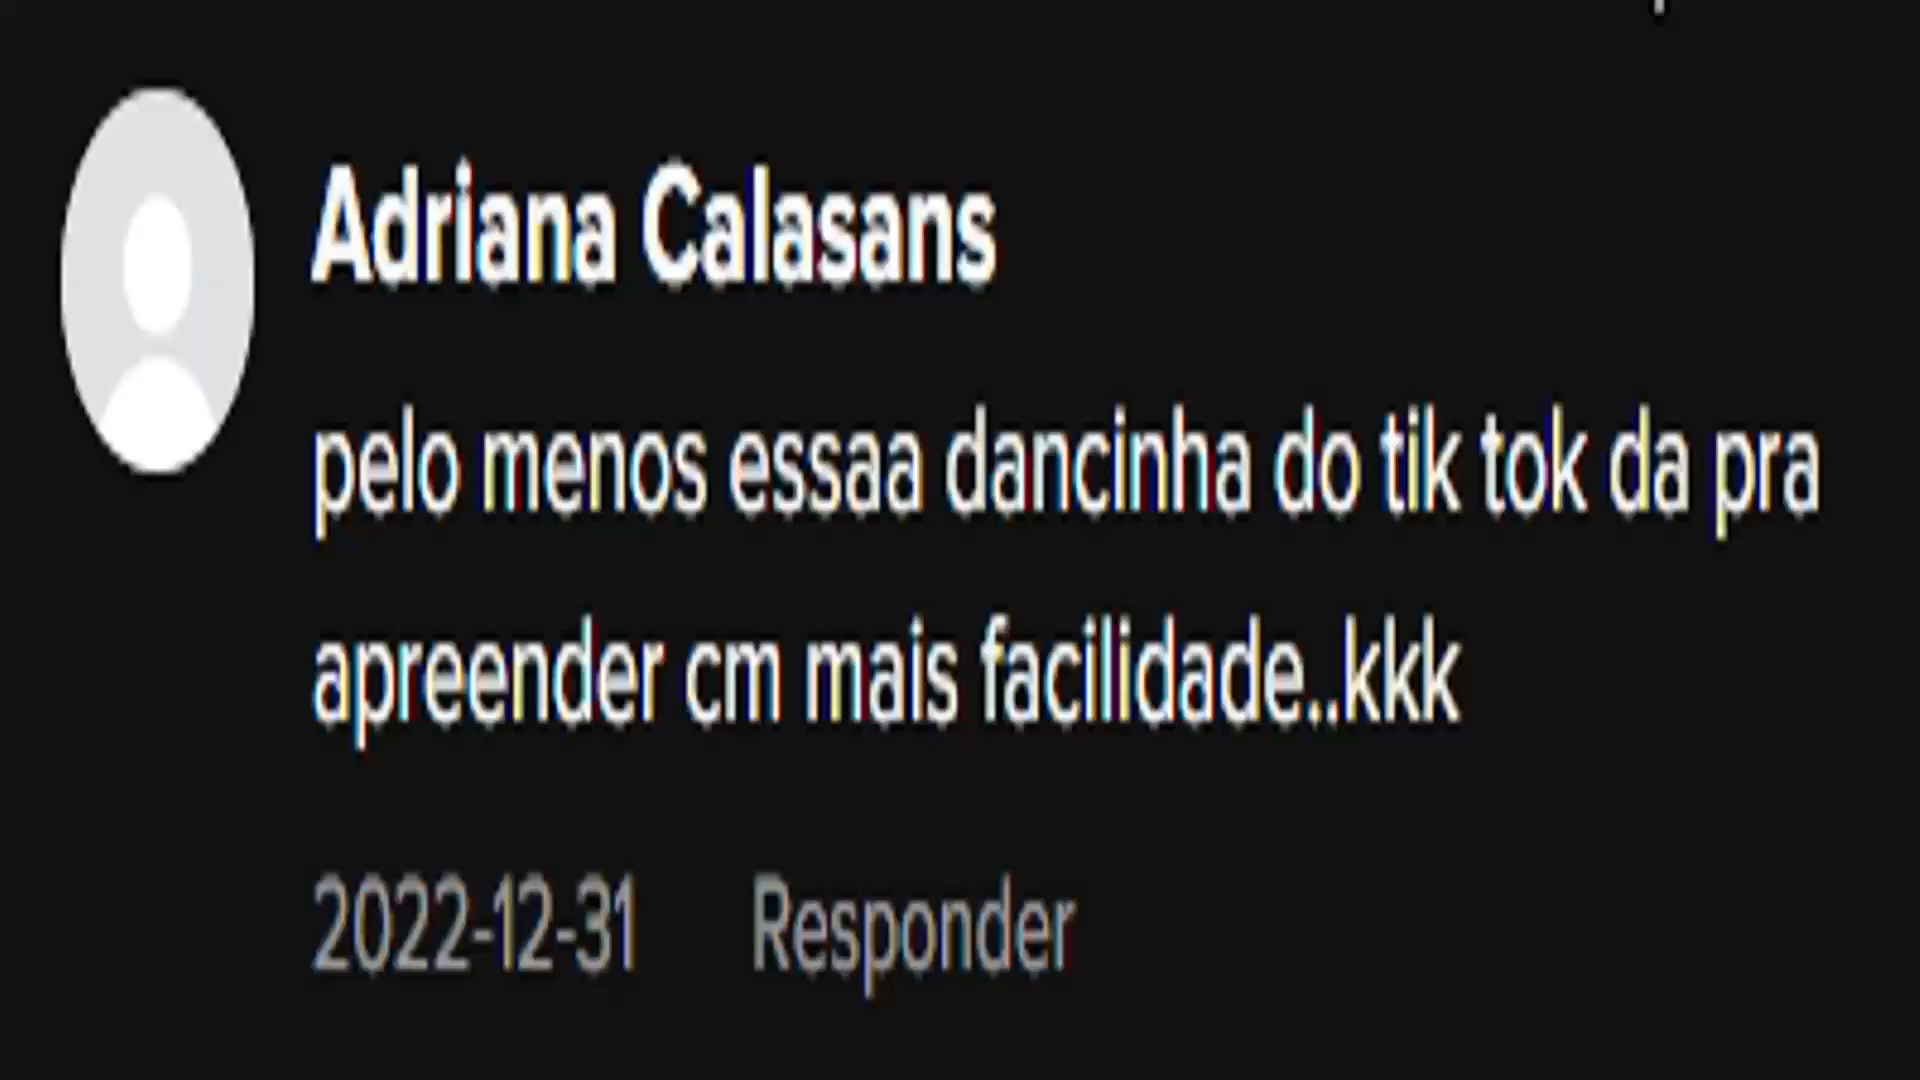 Adriana Calasans
pelo menos essaa dancinha do tik tok da pra
apreender cm mais facilidade..kkk
2022-12-31 Responder